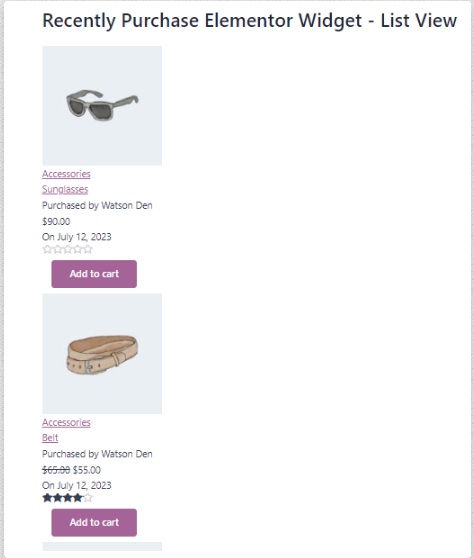 Recently Purchase Elementor Widget - List View
Accessories
Sunglasses
Purchased by Watson Den
$90.00
On July 12, 2023
Add to cart
Accessories
Belt
Purchased by Watson Den
$65.00 $55.00
On July 12, 2023
Add to cart